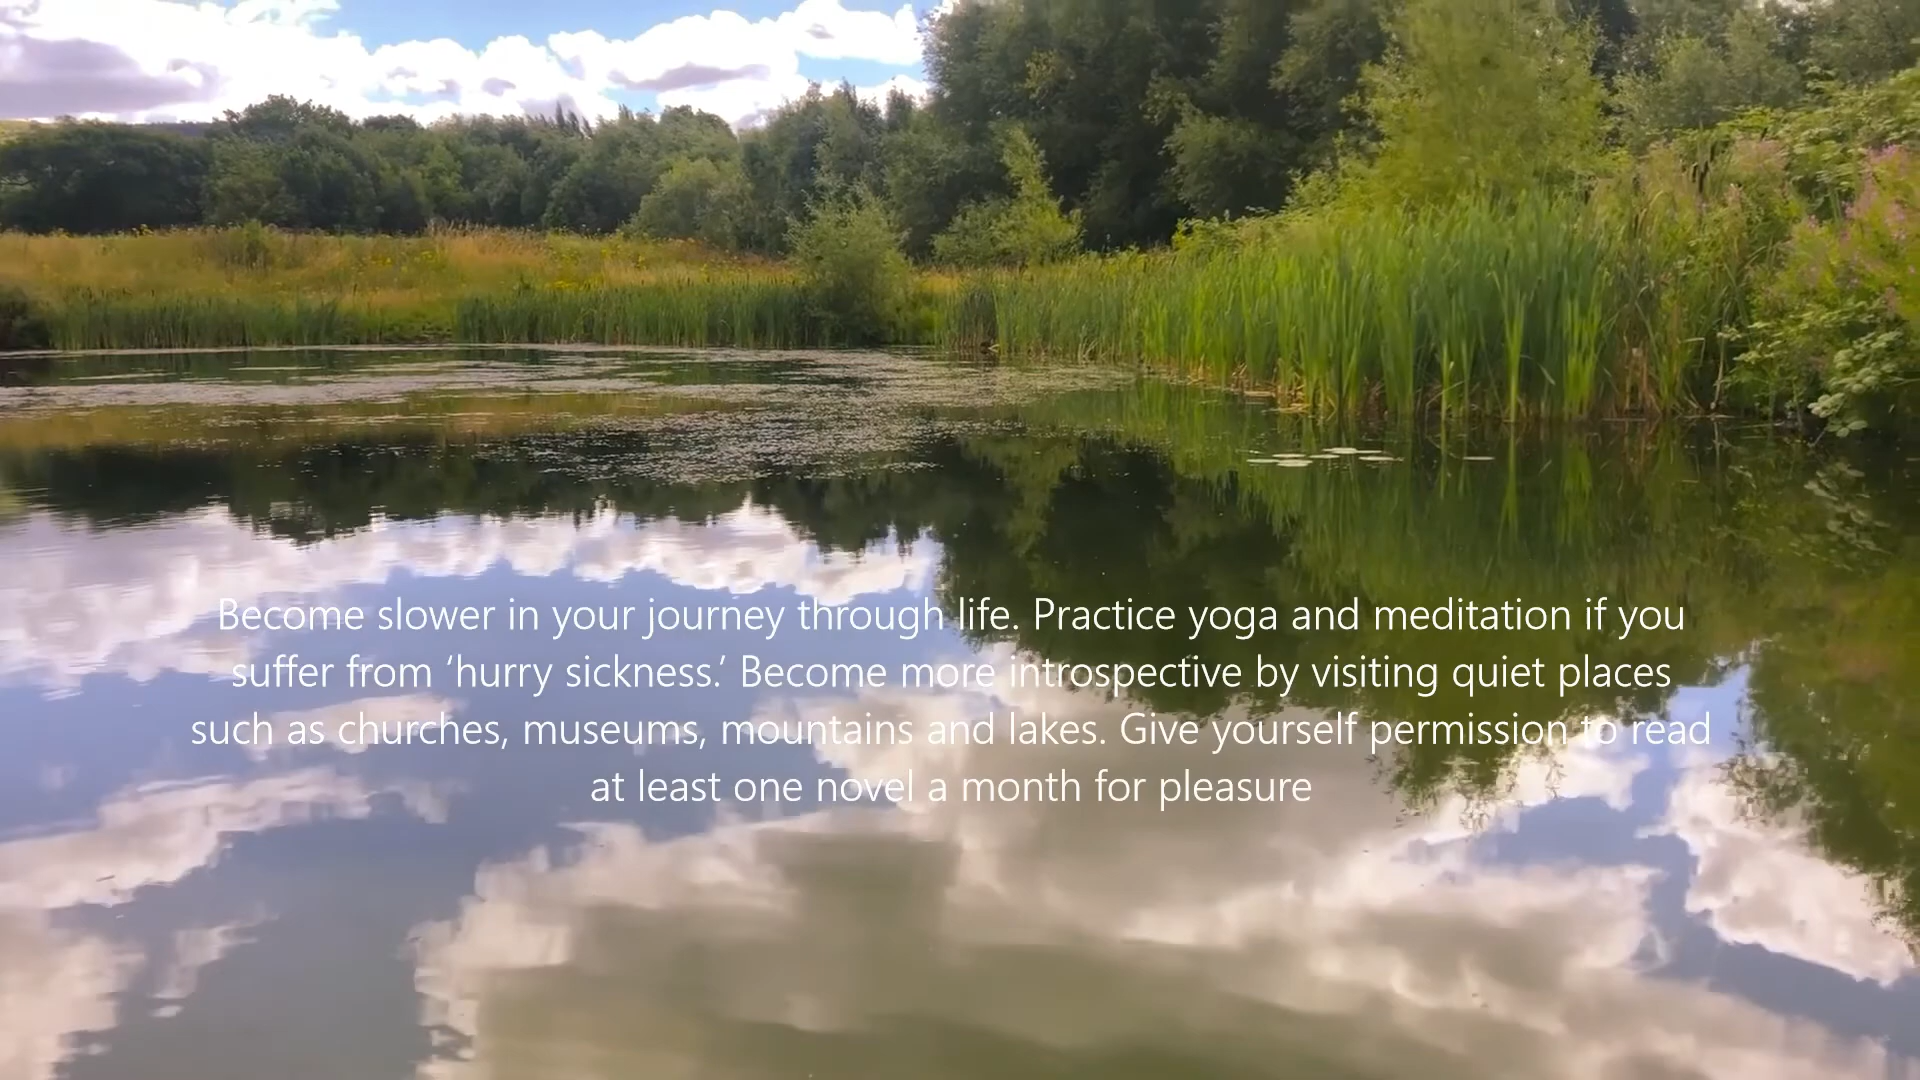 Become slower in your journey through life. Practice yoga and meditation if you
suffer from ‘hurry sickness.’ Become more introspective by visiting quiet places
such as churches, museums, mountains and lakes. Give yourself permission to read
at least one novel a month for pleasure